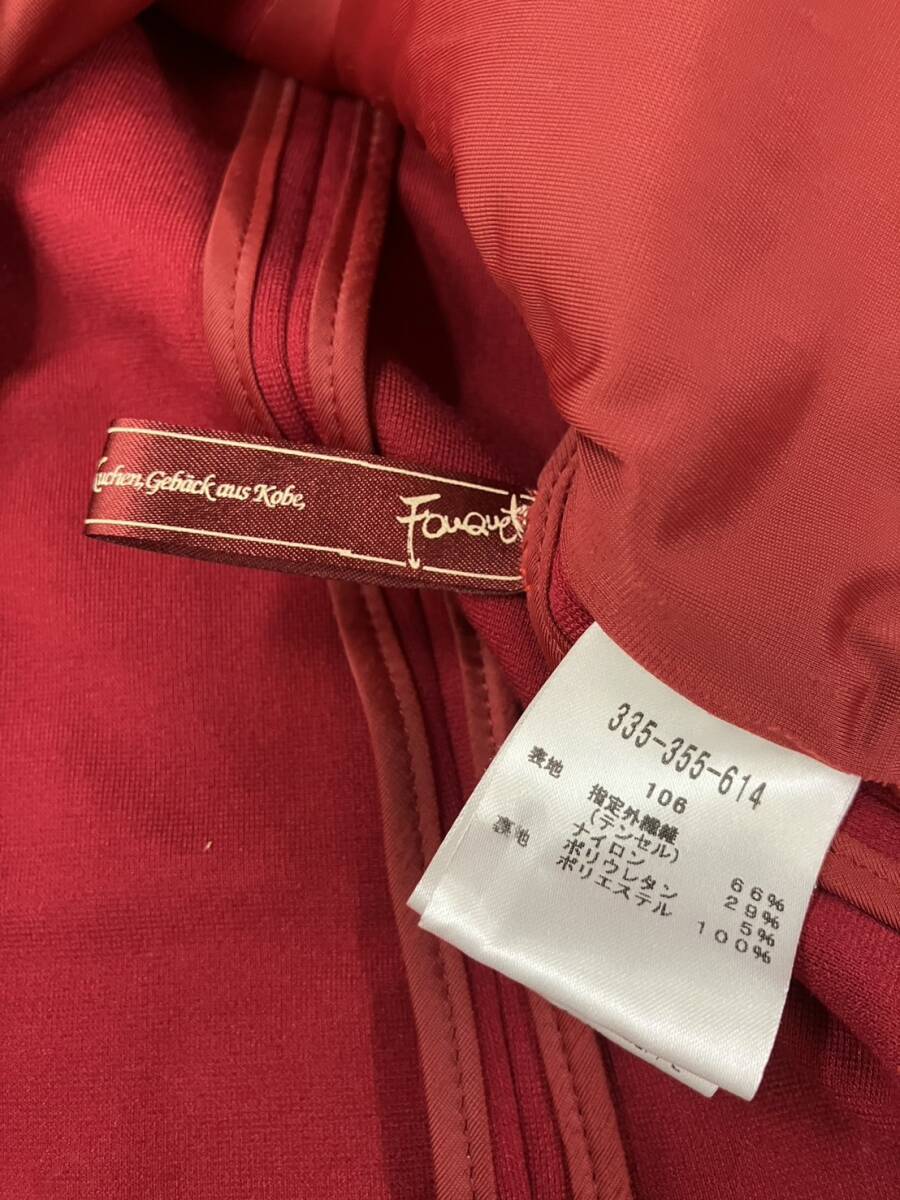 Kuchen, Gebäck aus Kobe,
Fouquet
335-355-614
106
表地
指定外繊維
(テンセル) 66%
ナイロン 29%
ポリウレタン 5%
裏地 ポリエステル 100%